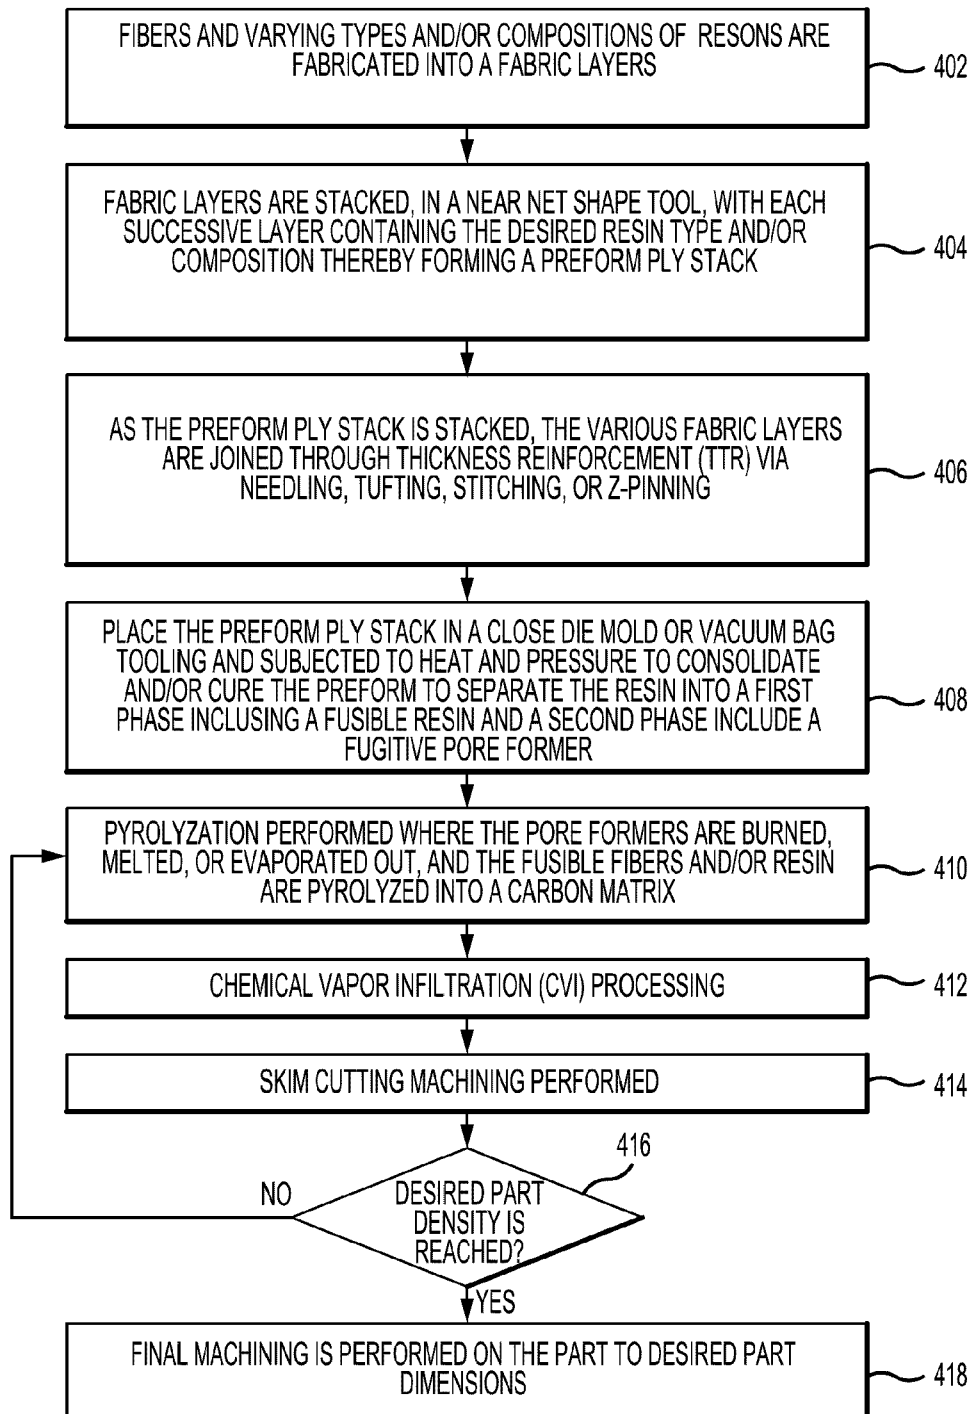 FIBERS AND VARYING TYPES AND/OR COMPOSITIONS OF RESONS ARE
FABRICATED INTO A FABRIC LAYERS
402
FABRIC LAYERS ARE STACKED, IN A NEAR NET SHAPE TOOL, WITH EACH
SUCCESSIVE LAYER CONTAINING THE DESIRED RESIN TYPE AND/OR
COMPOSITION THEREBY FORMING A PREFORM PLY STACK
404
AS THE PREFORM PLY STACK IS STACKED, THE VARIOUS FABRIC LAYERS
ARE JOINED THROUGH THICKNESS REINFORCEMENT (TTR) VIA
NEEDLING, TUFTING, STITCHING, OR Z-PINNING
406
PLACE THE PREFORM PLY STACK IN A CLOSE DIE MOLD OR VACUUM BAG
TOOLING AND SUBJECTED TO HEAT AND PRESSURE TO CONSOLIDATE
AND/OR CURE THE PREFORM TO SEPARATE THE RESIN INTO A FIRST
PHASE INCLUSING A FUSIBLE RESIN AND A SECOND PHASE INCLUDE A
FUGITIVE PORE FORMER
408
PYROLYZATION PERFORMED WHERE THE PORE FORMERS ARE BURNED,
MELTED, OR EVAPORATED OUT, AND THE FUSIBLE FIBERS AND/OR RESIN
ARE PYROLYZED INTO A CARBON MATRIX
410
CHEMICAL VAPOR INFILTRATION (CVI) PROCESSING
412
SKIM CUTTING MACHINING PERFORMED
414
416
NO
DESIRED PART
DENSITY IS
REACHED?
YES
FINAL MACHINING IS PERFORMED ON THE PART TO DESIRED PART
DIMENSIONS
418